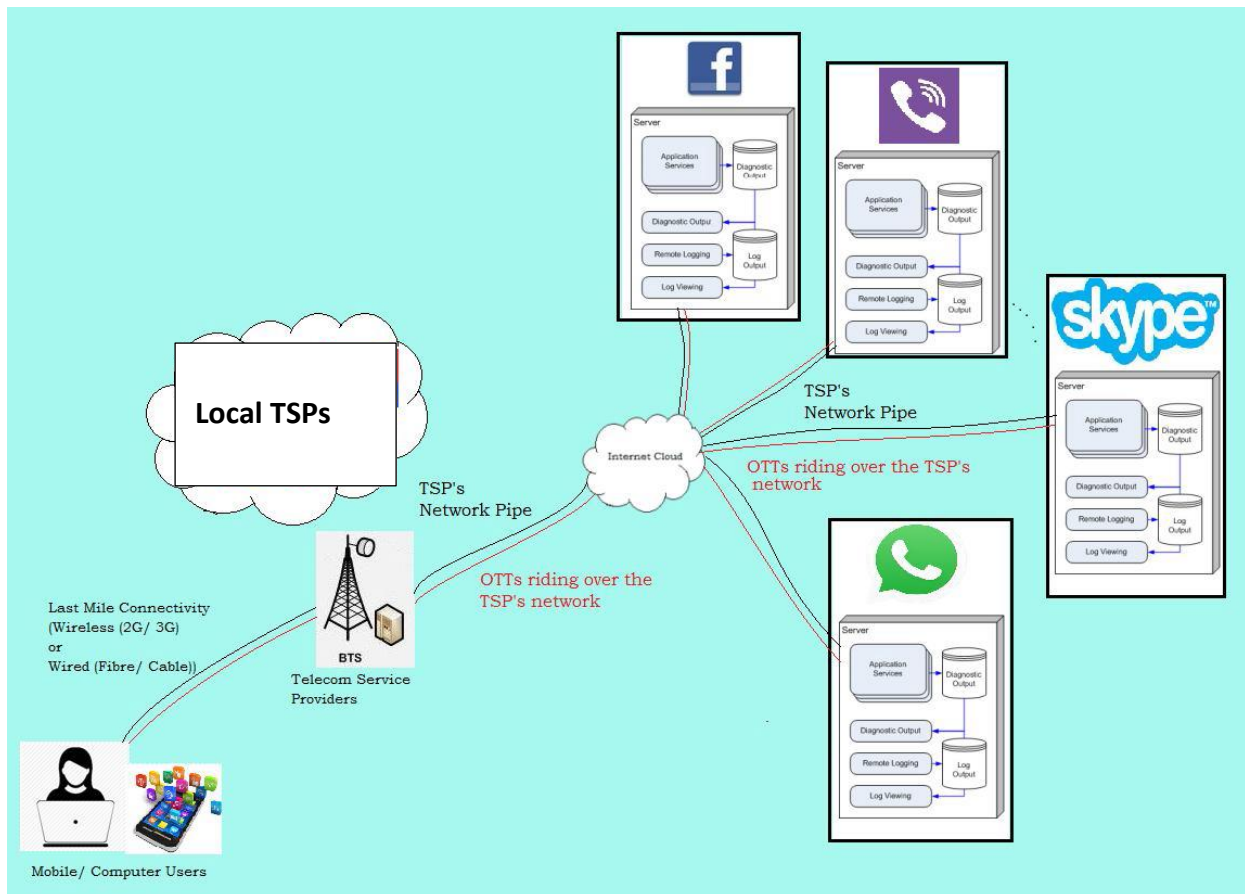 Server
Application
Services
Diagnostic
Output
Diagnostic Output
Remote Logging
Log
Output
Log Viewing
Server
Application
Services
Diagnostic
Output
Diagnostic Output
Remote Logging
Log
Output
Log Viewing
skype™
Server
Application
Services
Diagnostic
Output
Diagnostic Output
Remote Logging
Log
Output
Log Viewing
Local TSPs
TSP's
Network Pipe
Internet Cloud
OTTs riding over the TSP's
network
TSP's
Network Pipe
OTTs riding over the
TSP's network
Server
Application
Services
Diagnostic
Output
Diagnostic Output
Remote Logging
Log
Output
Log Viewing
Last Mile Connectivity
(Wireless (2G/ 3G)
or
Wired (Fibre/ Cable))
BTS
Telecom Service
Providers
Mobile/ Computer Users